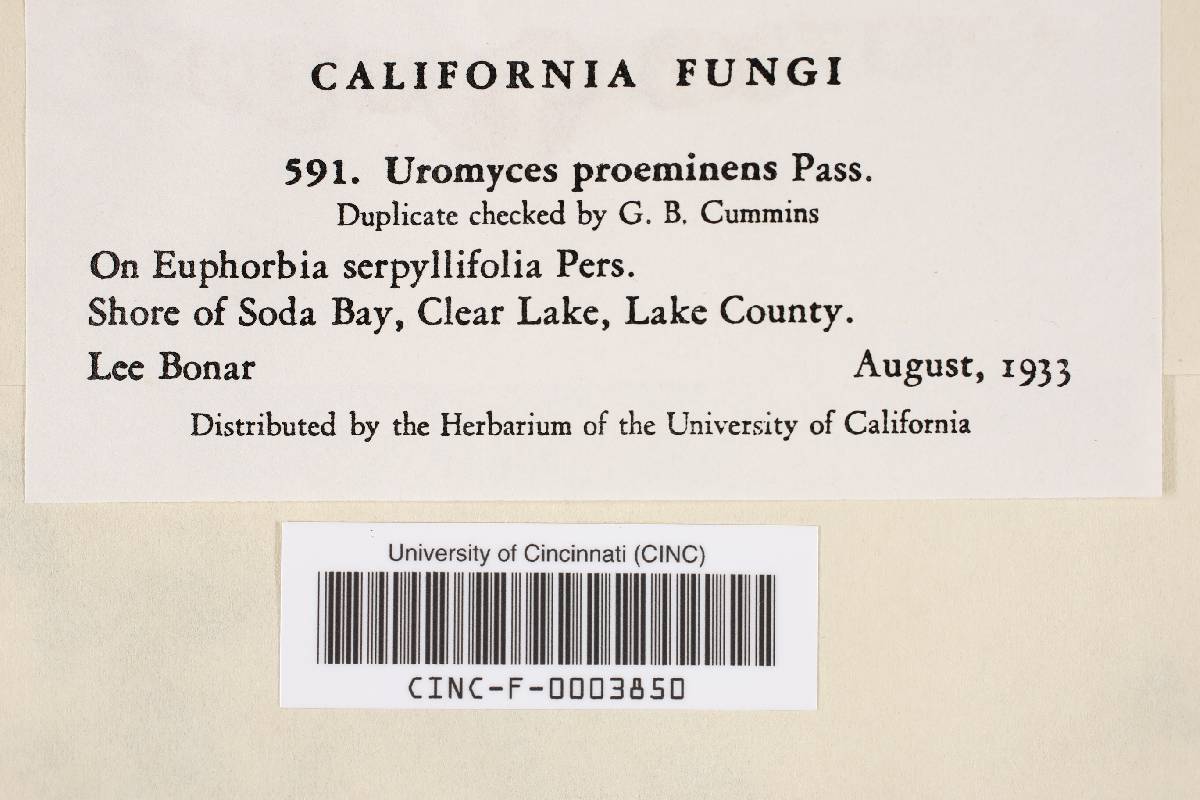 CALIFORNIA FUNGI
591. Uromyces proeminens Pass.
Duplicate checked by G. B. Cummins
On Euphorbia serpyllifolia Pers.
Shore of Soda Bay, Clear Lake, Lake County.
Lee Bonar August, 1933
Distributed by the Herbarium of the University of California
University of Cincinnati (CINC)
CINC-F-0003850